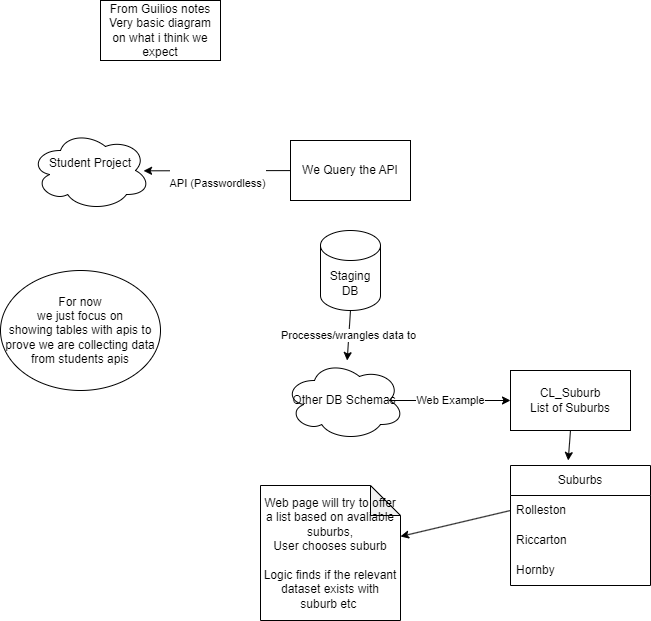 From Guilios notes
Very basic diagram
on what i think we
expect
Student Project
API (Passwordless)
We Query the API
Staging
DB
For now
we just focus on
showing tables with apis to
prove we are collecting data
from students apis
Processes/wrangles data to
Other DB Schemas
Web Example
CL_Suburb
List of Suburbs
Suburbs
Rolleston
Riccarton
Hornby
Web page will try to offer
a list based on available
suburbs,
User chooses suburb
Logic finds if the relevant
dataset exists with
suburb etc